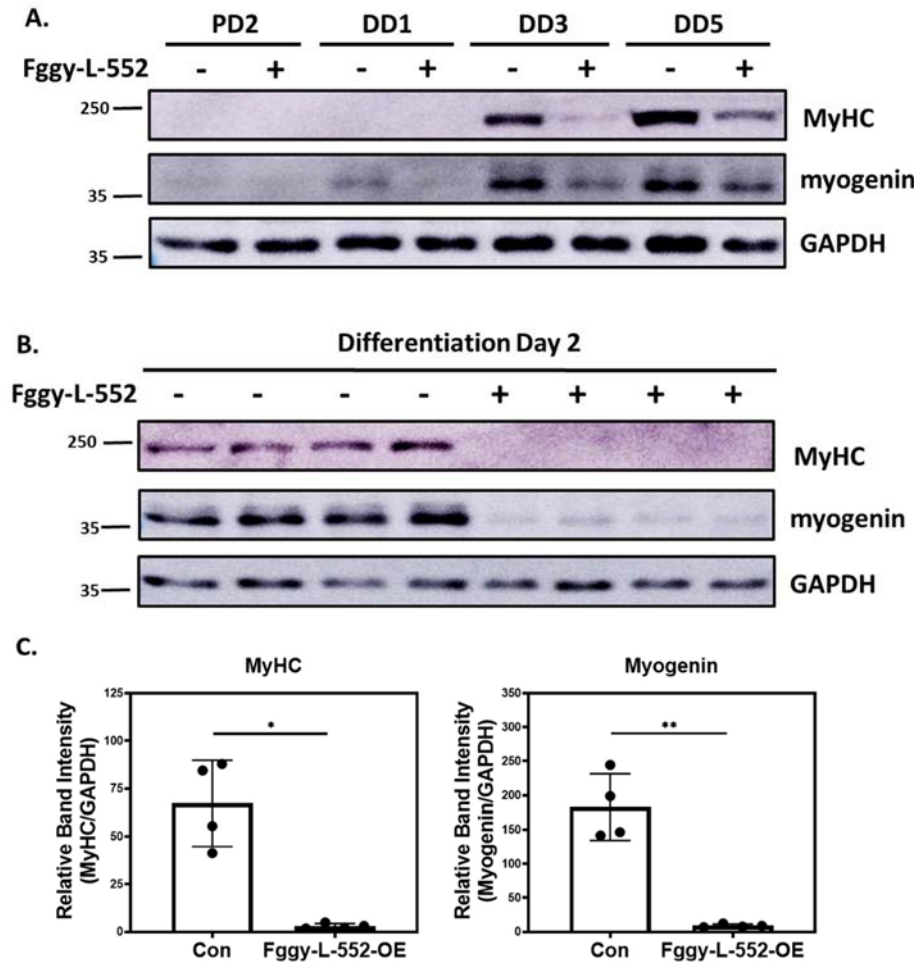 A.
PD2 DD1 DD3 DD5
Fggy-L-552 - + - + - + - +
250 MyHC
35 myogenin
35 GAPDH
B.
Differentiation Day 2
Fggy-L-552 - - - - + + + +
250 MyHC
35 myogenin
35 GAPDH
C.
MyHC
Relative Band Intensity
(MyHC/GAPDH)
125
100
75
50
25
0
*
Con Fggy-L-552-OE
Myogenin
Relative Band Intensity
(Myogenin/GAPDH)
350
300
250
200
150
100
50
0
**
Con Fggy-L-552-OE